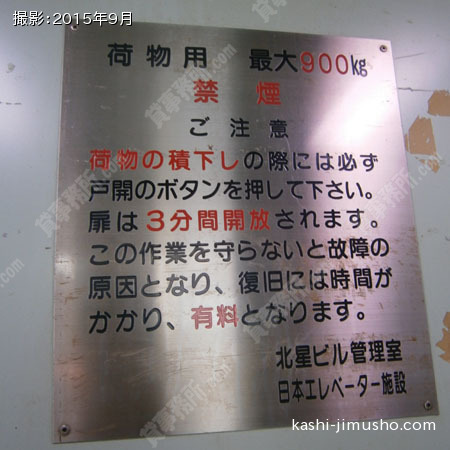 撮影:2015年9月
荷物用 最大900kg
禁煙
ご注意
荷物の積下しの際には必ず
戸開のボタンを押して下さい。
扉は3分間開放されます。
この作業を守らないと故障の
原因となり、復旧には時間が
かかり、有料となります。
北星ビル管理室
日本エレベーター施設
kashi-jimusho.com